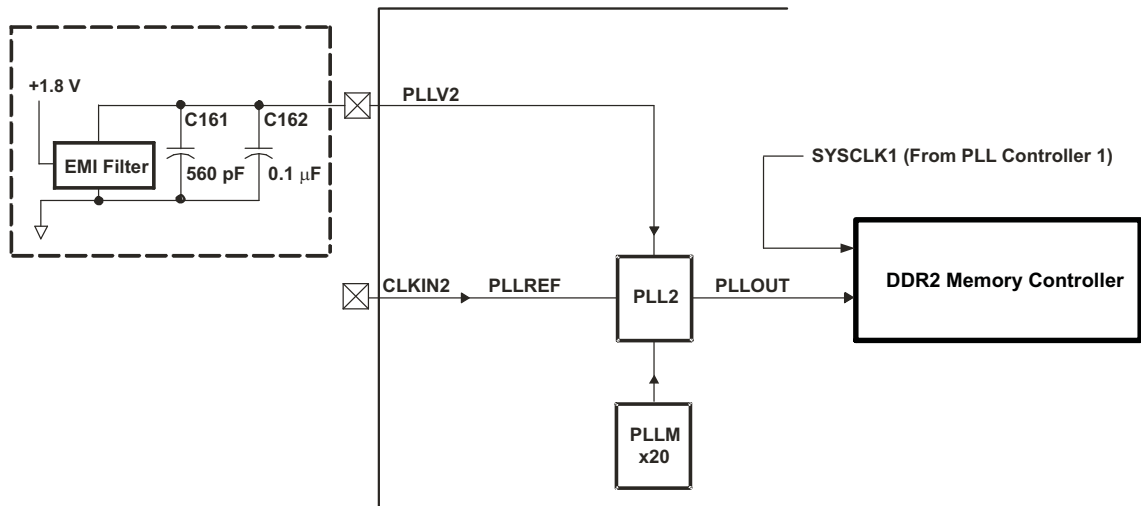 +1.8 V
C161
C162
PLLV2
EMI Filter
560 pF
0.1 μF
SYSCLK1 (From PLL Controller 1)
CLKIN2
PLLREF
PLL2
PLLOUT
DDR2 Memory Controller
PLLM
x20